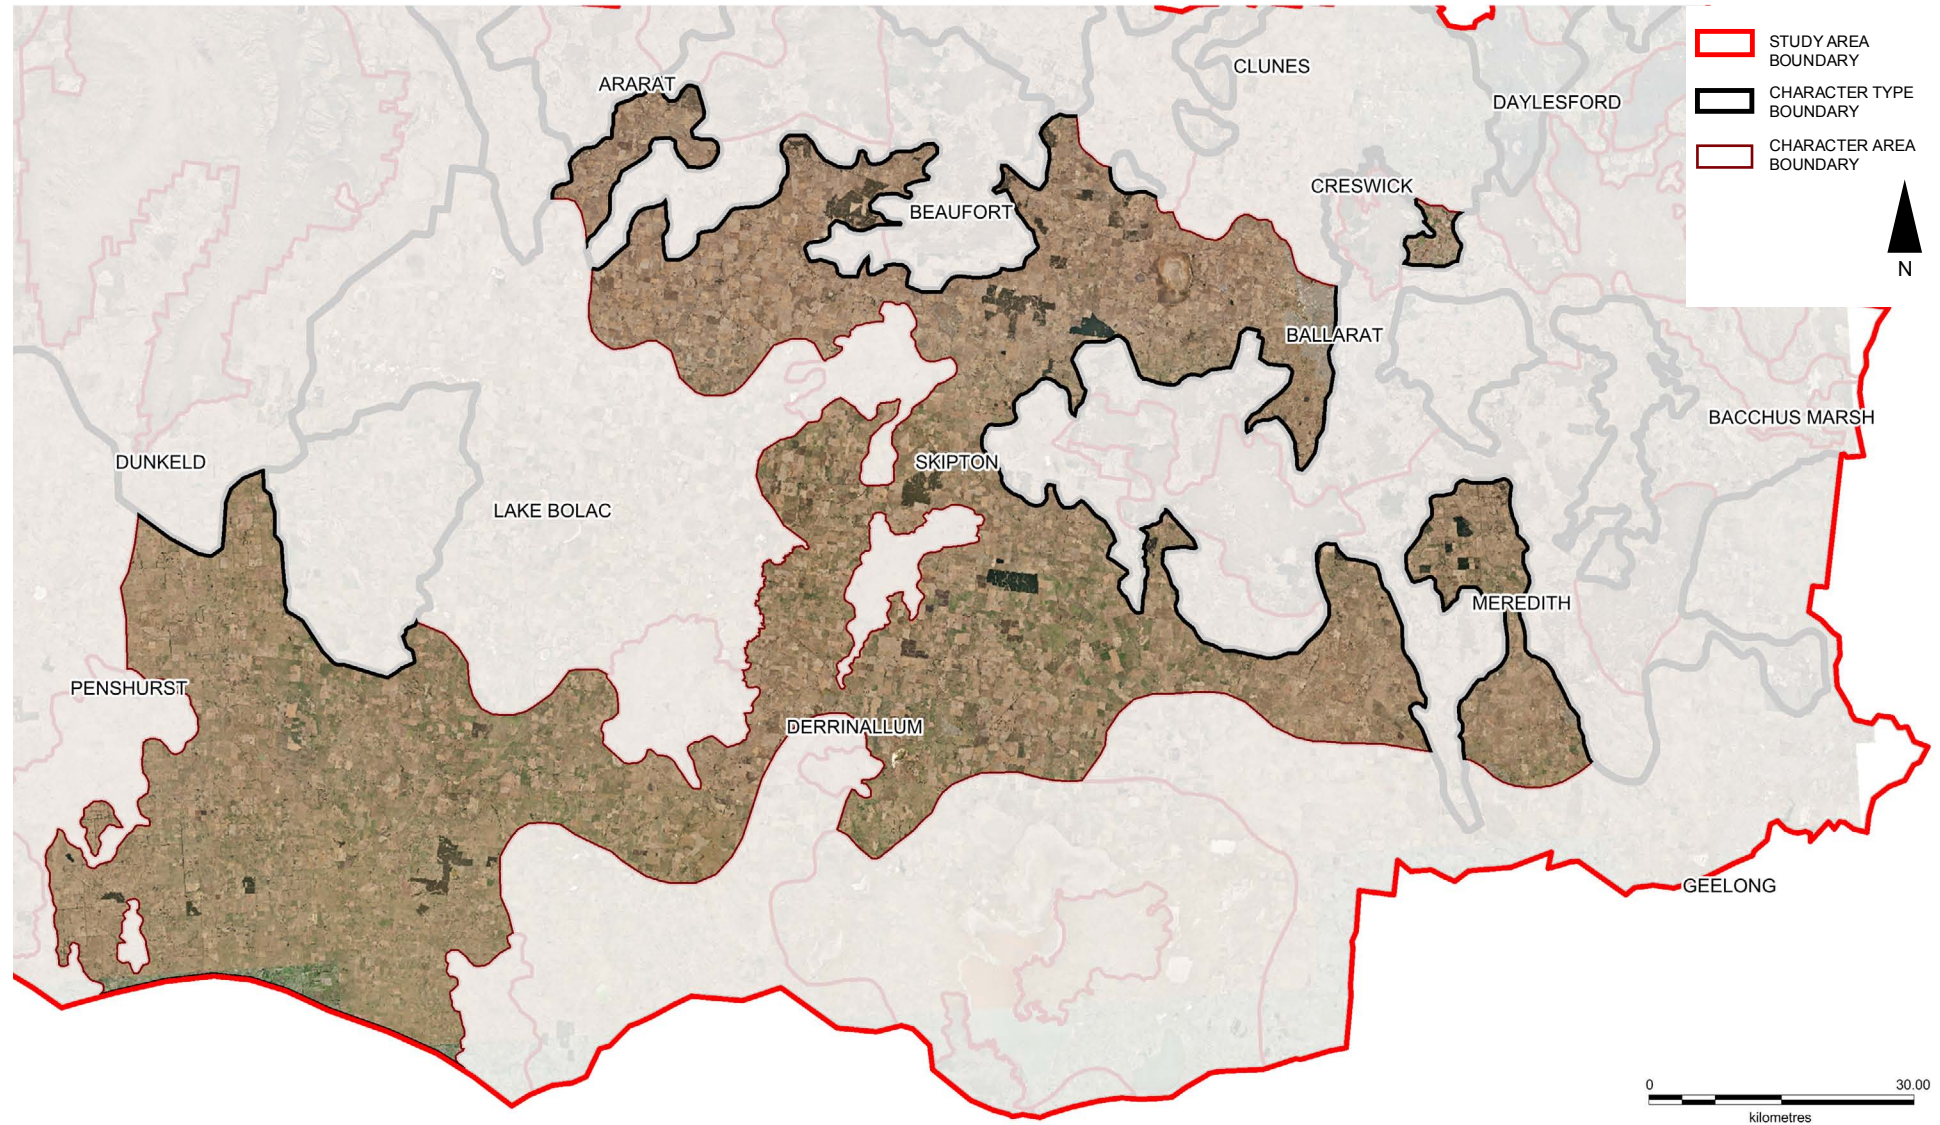 STUDY AREA
BOUNDARY
CHARACTER TYPE
BOUNDARY
CHARACTER AREA
BOUNDARY
N
CLUNES
ARARAT
DAYLESFORD
CRESWICK
BEAUFORT
BALLARAT
BACCHUS MARSH
DUNKELD
SKIPTON
LAKE BOLAC
MEREDITH
PENSHURST
DERRINALLUM
GEELONG
0 30.00
kilometres